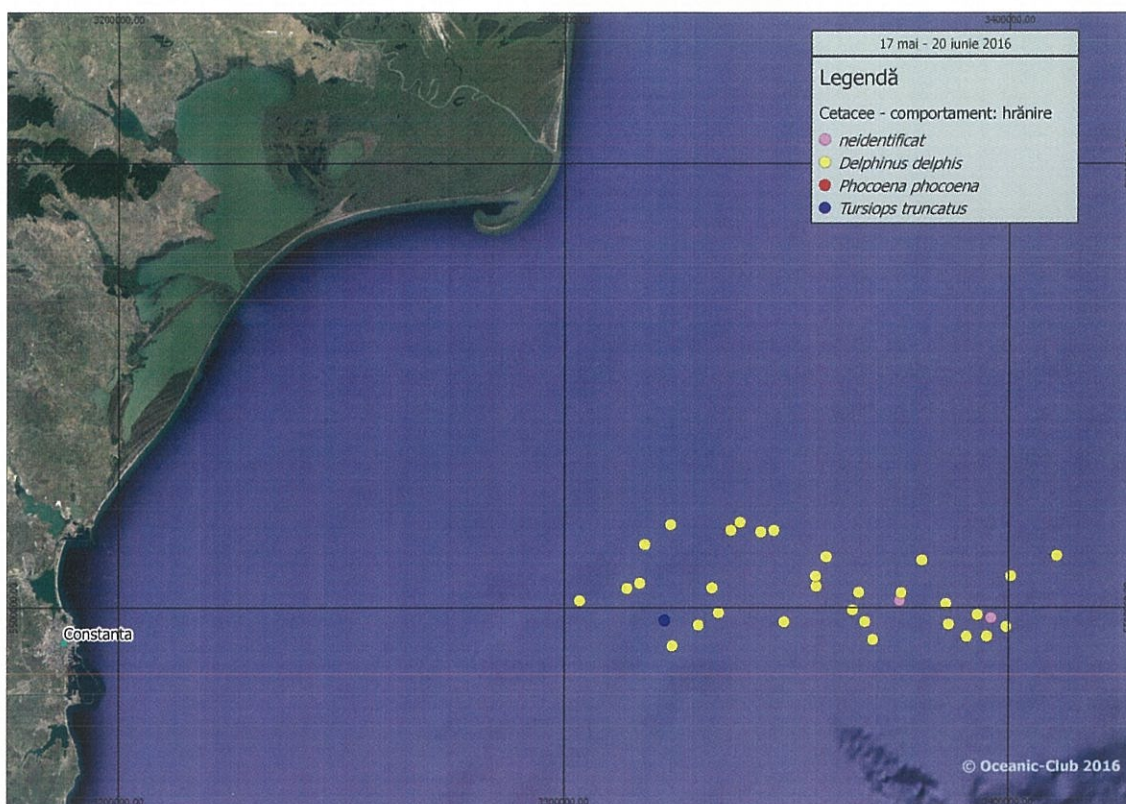 3200000.00
3400000.00
17 mai - 20 iunie 2016
Legendă
Cetacee - comportament: hrănire
neidentificat
Delphinus delphis
Phocoena phocoena
Tursiops truncatus
Constanta
© Oceanic-Club 2016